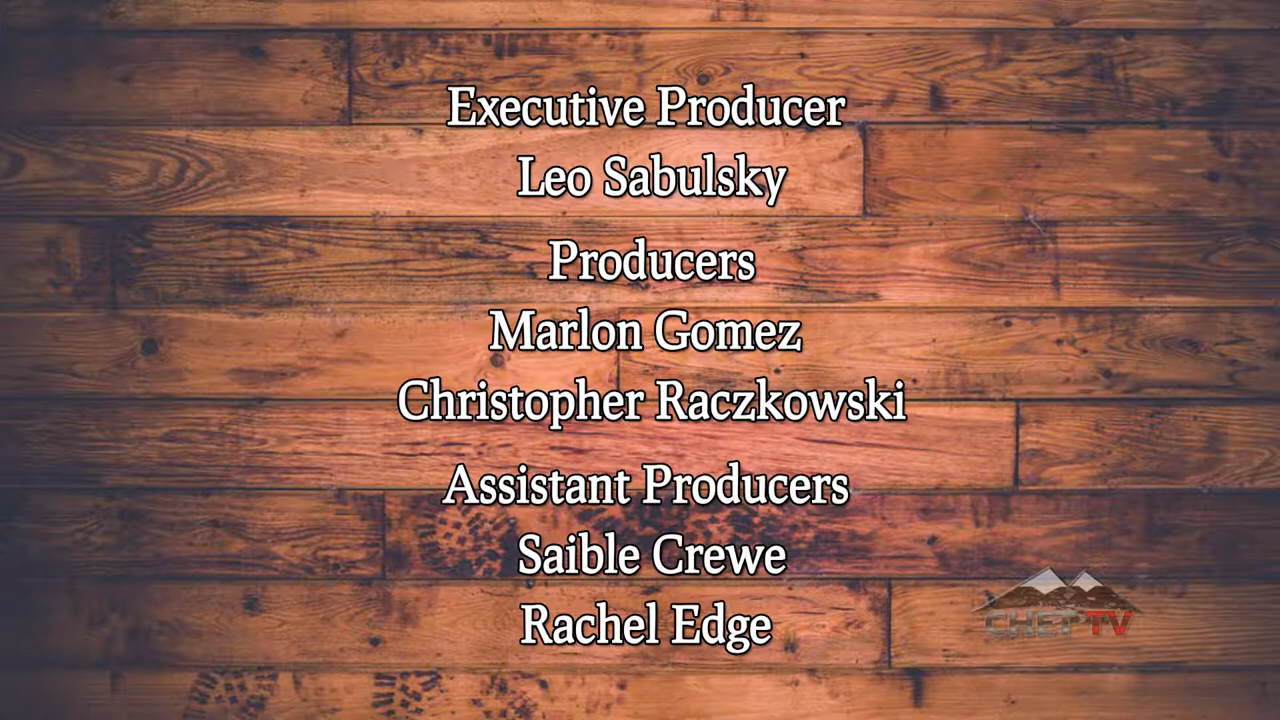 Executive Producer
Leo Sabulsky
Producers
Marlon Gomez
Christopher Raczkowski
Assistant Producers
Saible Crewe
Rachel Edge
CHET TV